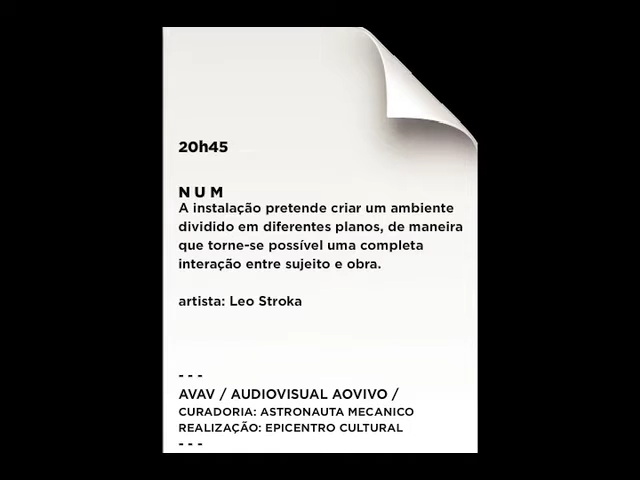 20h45
N U M
A instalação pretende criar um ambiente
dividido em diferentes planos, de maneira
que torne-se possível uma completa
interação entre sujeito e obra.
artista: Leo Stroka
- - -
AVAV / AUDIOVISUAL AOVIVO /
CURADORIA: ASTRONAUTA MECANICO
REALIZAÇÃO: EPICENTRO CULTURAL
- - -